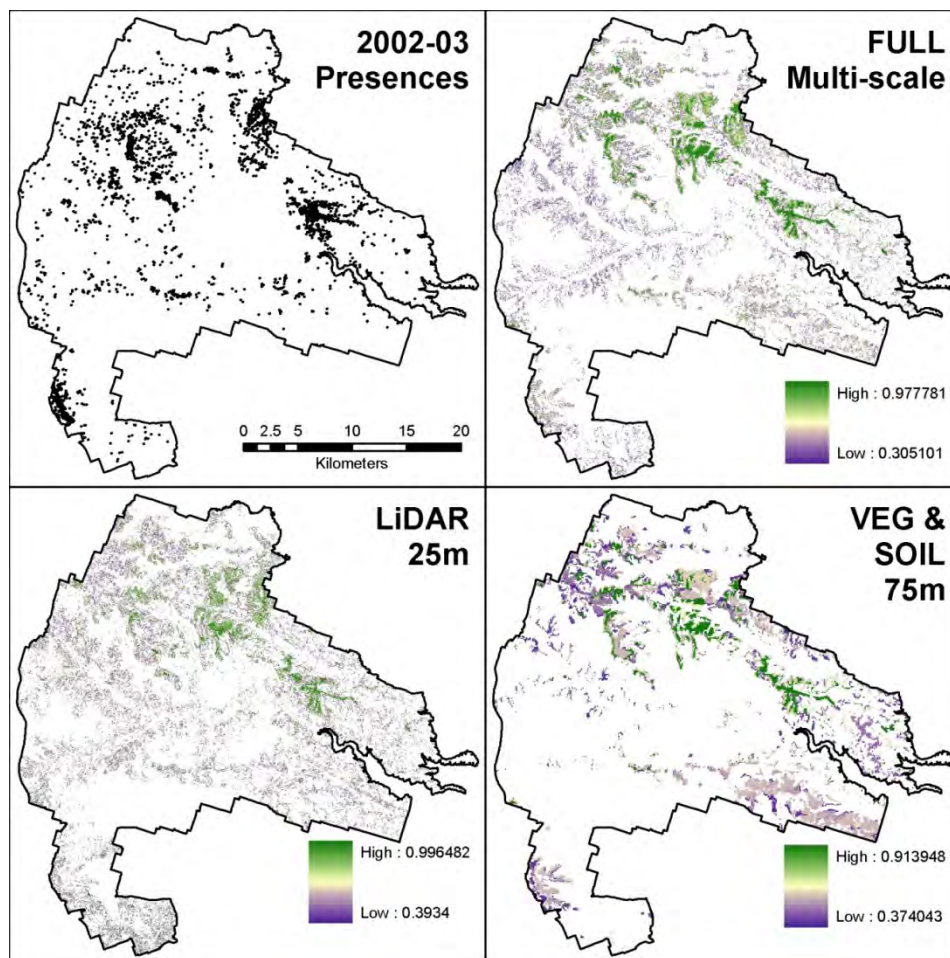 2002-03
Presences
0 2.5 5 10 15 20
Kilometers
FULL
Multi-scale
High : 0.977781
Low : 0.305101
LiDAR
25m
High : 0.996482
Low : 0.3934
VEG &
SOIL
75m
High : 0.913948
Low : 0.374043